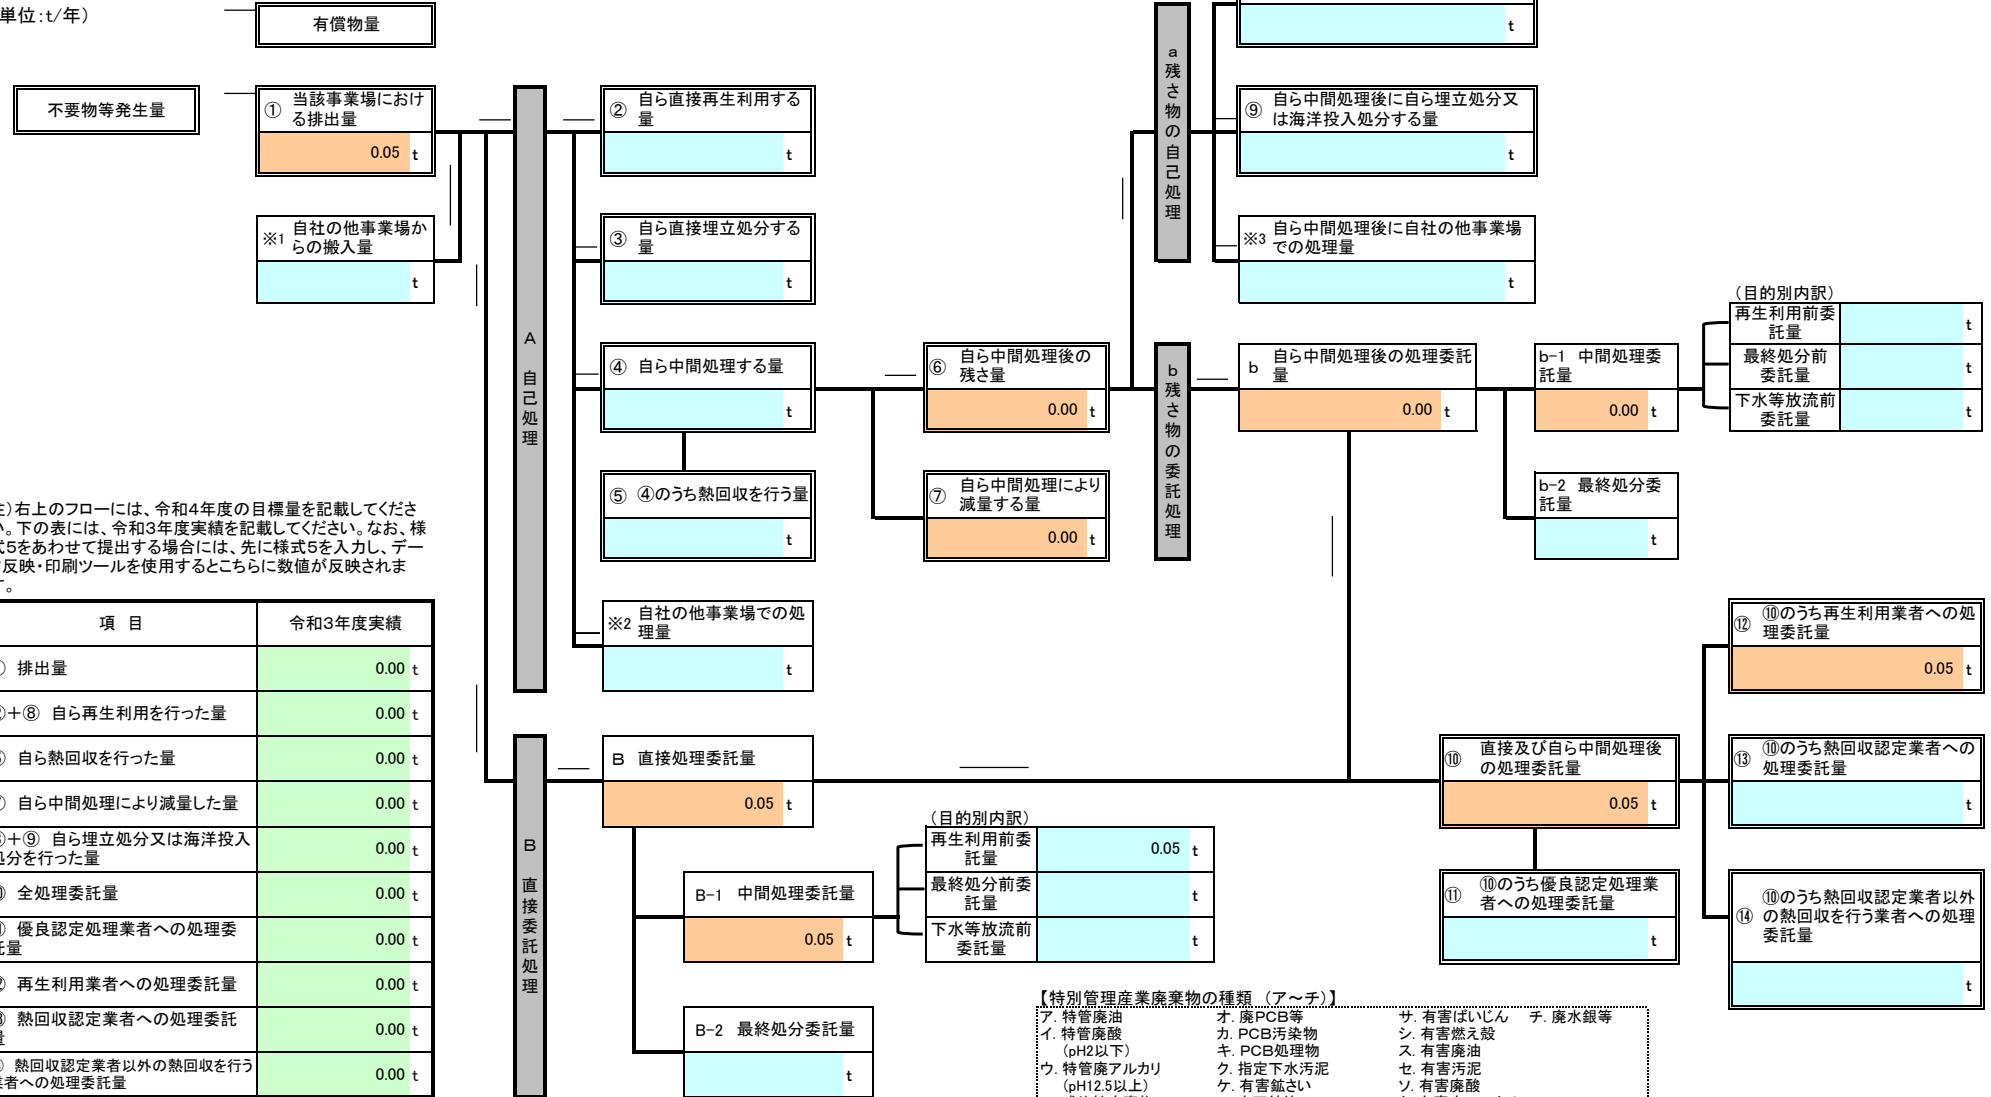 単位:t/年)
有償物量
不要物等発生量
① 当該事業場におけ
る排出量
0.05 t
※1 自社の他事業場か
らの搬入量
t
A 自己処理
② 自ら直接再生利用する
量
t
③ 自ら直接埋立処分する
量
t
④ 自ら中間処理する量
t
⑤ ④のうち熱回収を行う量
t
※2 自社の他事業場での処
理量
t
⑥ 自ら中間処理後の
残さ量
0.00 t
⑦ 自ら中間処理により
減量する量
0.00 t
a 残さ物の自己処理
t
⑨ 自ら中間処理後に自ら埋立処分又
は海洋投入処分する量
t
※3 自ら中間処理後に自社の他事業場
での処理量
t
b 残さ物の委託処理
b 自ら中間処理後の処理委託
量
0.00 t
b-1 中間処理委
託量
0.00 t
(目的別内訳)
再生利用前委
託量
t
最終処分前
委託量
t
下水等放流前
委託量
t
b-2 最終処分委
託量
t
注)右上のフローには、令和4年度の目標量を記載してくださ
い。下の表には、令和3年度実績を記載してください。なお、様
式5をあわせて提出する場合には、先に様式5を入力し、デー
反映・印刷ツールを使用するとこちらに数値が反映されま
す。
項 目 令和3年度実績
排出量 0.00 t
②+⑧ 自ら再生利用を行った量 0.00 t
⑤ 自ら熱回収を行った量 0.00 t
⑦ 自ら中間処理により減量した量 0.00 t
③+⑨ 自ら埋立処分又は海洋投入
処分を行った量 0.00 t
全処理委託量 0.00 t
優良認定処理業者への処理委
託量 0.00 t
再生利用業者への処理委託量 0.00 t
熱回収認定業者への処理委託
量 0.00 t
熱回収認定業者以外の熱回収を行う
業者への処理委託量 0.00 t
B 直接委託処理
B 直接処理委託量
0.05 t
B-1 中間処理委託量
0.05 t
(目的別内訳)
再生利用前委
託量
0.05 t
最終処分前委
託量
t
下水等放流前
委託量
t
B-2 最終処分委託量
t
⑩ 直接及び自ら中間処理後
の処理委託量
0.05 t
⑪ ⑩のうち優良認定処理業
者への処理委託量
t
⑫ ⑩のうち再生利用業者への処
理委託量
0.05 t
⑬ ⑩のうち熱回収認定業者への
処理委託量
t
⑭ ⑩のうち熱回収認定業者以外
の熱回収を行う業者への処理
委託量
t
【特別管理産業廃棄物の種類 (ア~チ)】
ア. 特管廃油 オ. 廃PCB等 サ. 有害ばいじん チ. 廃水銀等
イ. 特管廃酸 カ. PCB汚染物 シ. 有害燃え殻
(pH2以下) キ. PCB処理物 ス. 有害廃油
ウ. 特管廃アルカリ ク. 指定下水汚泥 セ. 有害汚泥
(pH12.5以上) ケ. 有害鉱さい ソ. 有害廃酸